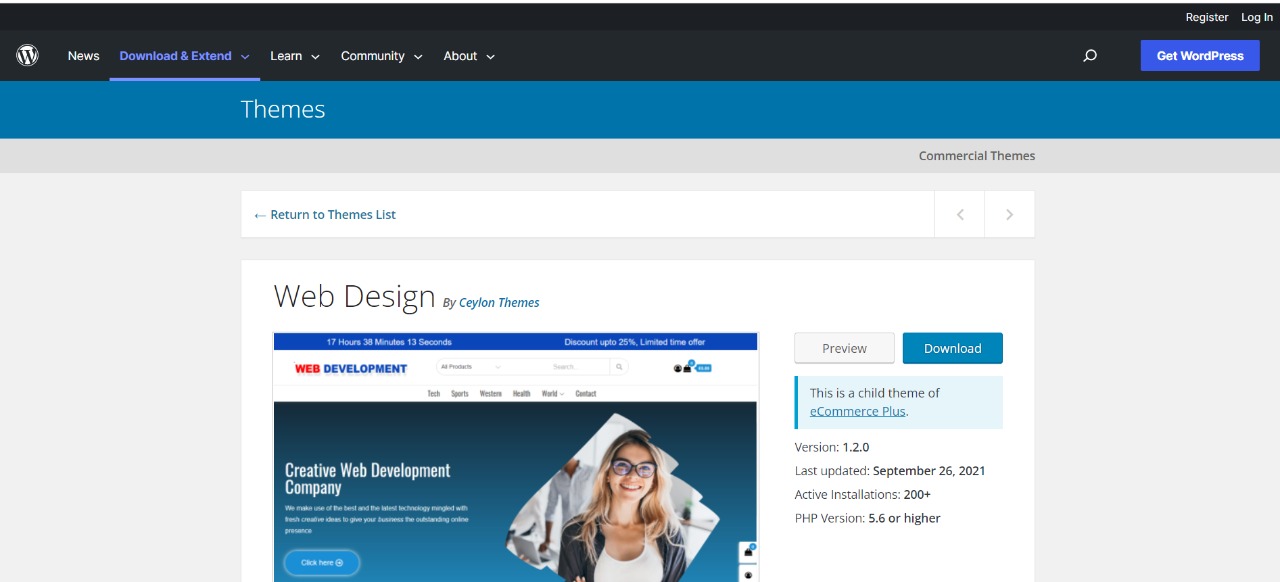 Register Log In
News Download & Extend Learn Community About Get WordPress
Themes
Commercial Themes
← Return to Themes List
Web Design By Ceylon Themes
17 Hours 38 Minutes 13 Seconds Discount upto 25%, Limited time offer
WEB DEVELOPMENT All Products Search...
Tech Sports Western Health World Contact
Creative Web Development
Company
We make use of the best and the latest technology mingled with
fresh creative ideas to give your business the outstanding online
presence
Click here
Preview Download
This is a child theme of
eCommerce Plus.
Version: 1.2.0
Last updated: September 26, 2021
Active Installations: 200+
PHP Version: 5.6 or higher